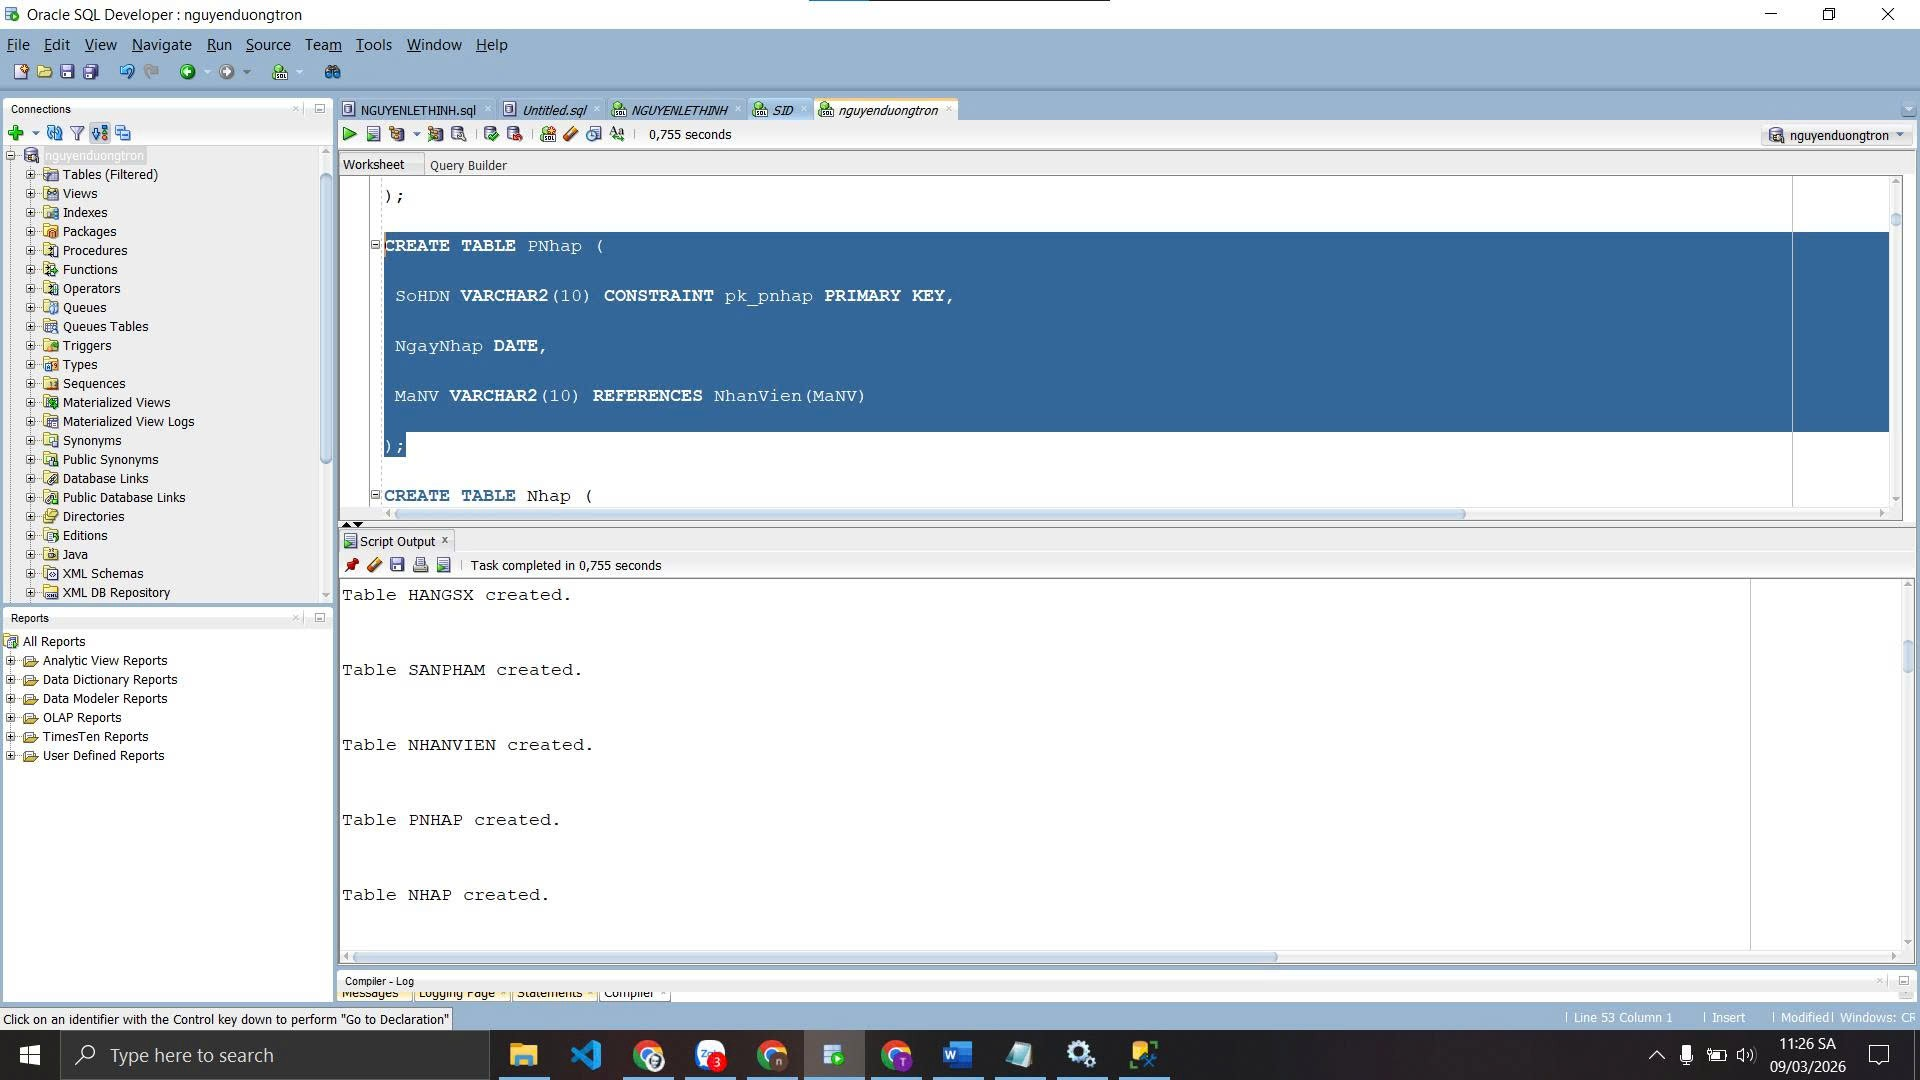 Oracle SQL Developer : nguyenduongtron
File Edit View Navigate Run Source Team Tools Window Help
Connections
nguyenduongtron
Tables (Filtered)
Views
Indexes
Packages
Procedures
Functions
Operators
Queues
Queues Tables
Triggers
Types
Sequences
Materialized Views
Materialized View Logs
Synonyms
Public Synonyms
Database Links
Public Database Links
Directories
Editions
Java
XML Schemas
XML DB Repository
Reports
All Reports
Analytic View Reports
Data Dictionary Reports
Data Modeler Reports
OLAP Reports
TimesTen Reports
User Defined Reports
NGUYENLETHINH.sql Untitled.sql NGUYENLETHINH SID nguyenduongtron
0,755 seconds nguyenduongtron
Worksheet Query Builder
);
CREATE TABLE PNhap (
SoHDN VARCHAR2(10) CONSTRAINT pk_pnhap PRIMARY KEY,
NgayNhap DATE,
MaNV VARCHAR2(10) REFERENCES NhanVien(MaNV)
);
CREATE TABLE Nhap (
Script Output
Task completed in 0,755 seconds
Table HANGSX created.
Table SANPHAM created.
Table NHANVIEN created.
Table PNHAP created.
Table NHAP created.
Compiler - Log
Messages Logging Page Statements Compiler
Click on an identifier with the Control key down to perform "Go to Declaration" Line 53 Column 1 Insert Modified Windows: CR
Type here to search
3
11:26 SA
09/03/2026